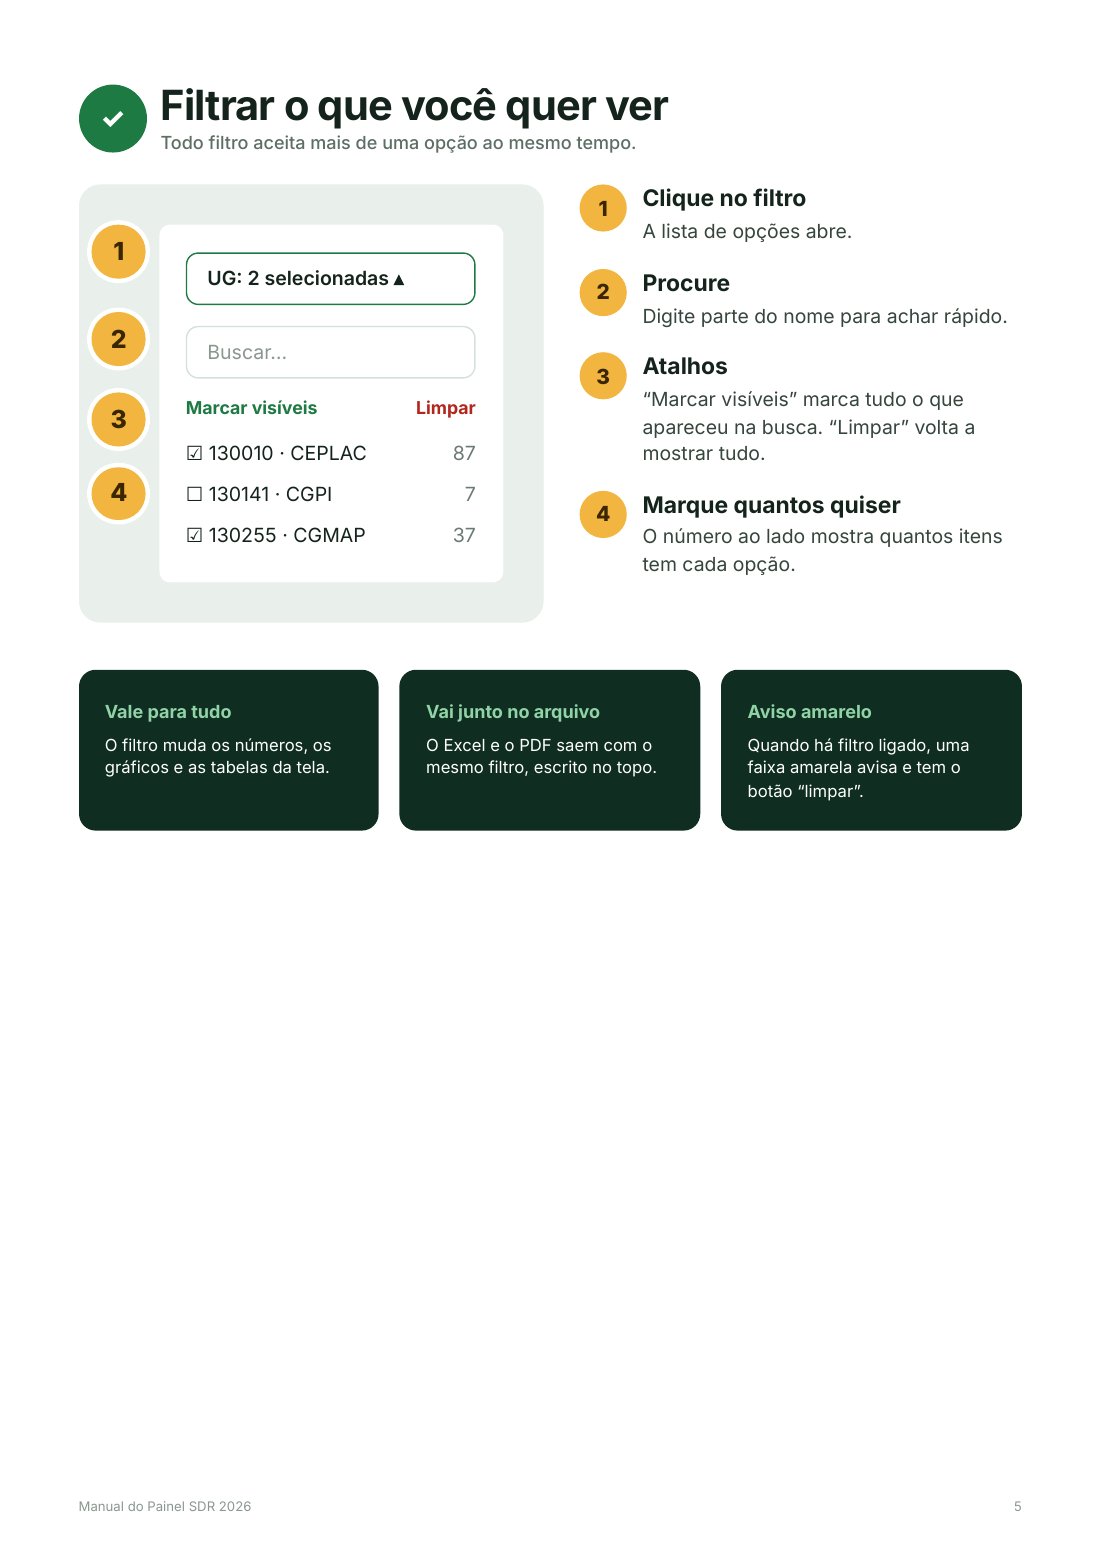 Filtrar o que você quer ver
Todo filtro aceita mais de uma opção ao mesmo tempo.
1
UG: 2 selecionadas ▴
2
Buscar...
3
Marcar visíveis Limpar
☑ 130010 · CEPLAC 87
4
☐ 130141 · CGPI 7
☑ 130255 · CGMAP 37
1
Clique no filtro
A lista de opções abre.
2
Procure
Digite parte do nome para achar rápido.
3
Atalhos
“Marcar visíveis” marca tudo o que
apareceu na busca. “Limpar” volta a
mostrar tudo.
4
Marque quantos quiser
O número ao lado mostra quantos itens
tem cada opção.
Vale para tudo
O filtro muda os números, os
gráficos e as tabelas da tela.
Vai junto no arquivo
O Excel e o PDF saem com o
mesmo filtro, escrito no topo.
Aviso amarelo
Quando há filtro ligado, uma
faixa amarela avisa e tem o
botão “limpar”.
Manual do Painel SDR 2026
5